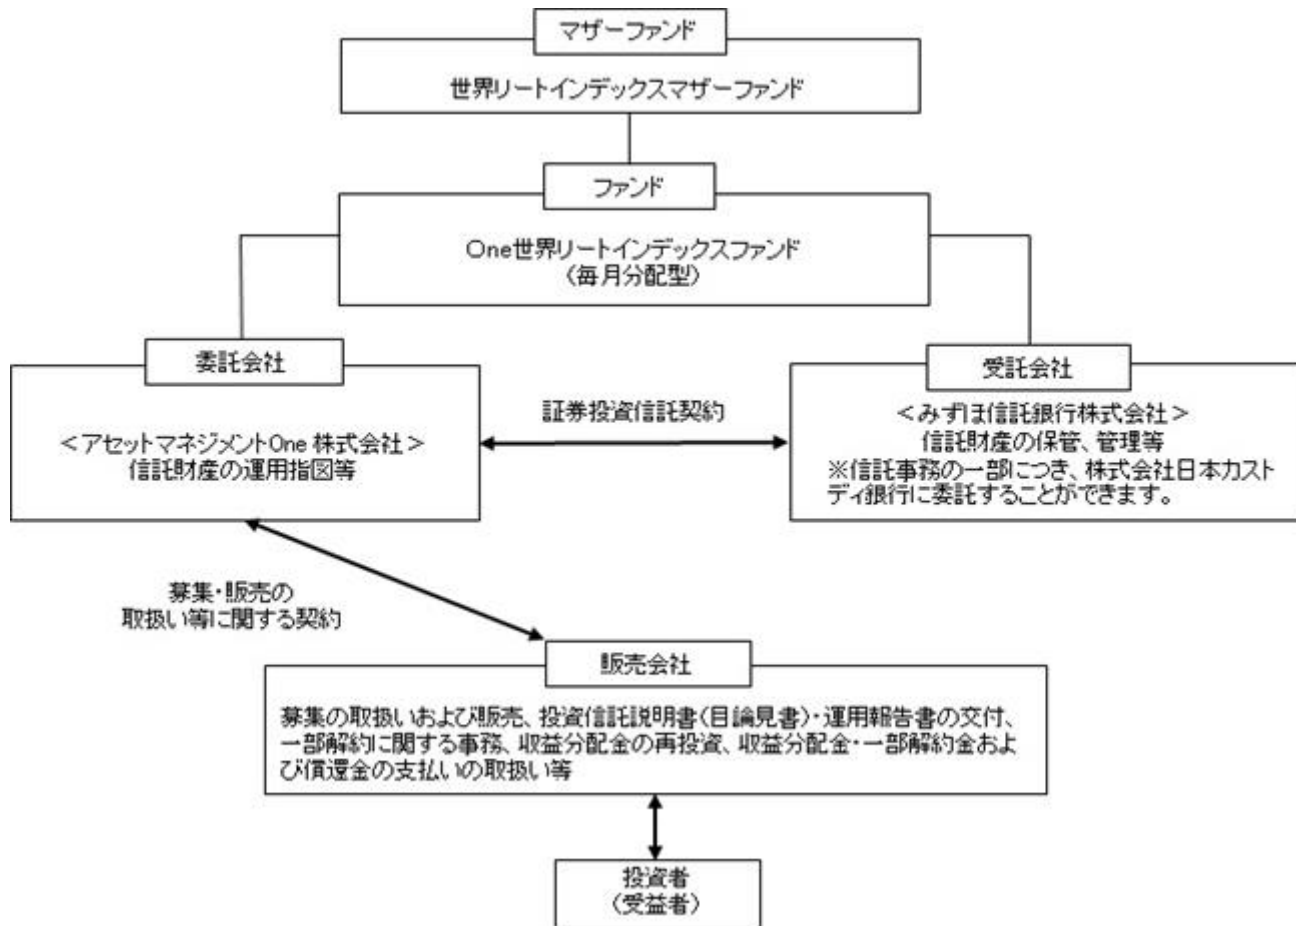 マザーファンド
世界リートインデックスマザーファンド
ファンド
One世界リートインデックスファンド
（毎月分配型）
委託会社
＜アセットマネジメントOne 株式会社＞
信託財産の運用指図等
証券投資信託契約
受託会社
＜みずほ信託銀行株式会社＞
信託財産の保管、管理等
※信託事務の一部につき、株式会社日本カスト
ディ銀行に委託することができます。
募集・販売の
取扱い等に関する契約
販売会社
募集の取扱いおよび販売、投資信託説明書（目論見書）・運用報告書の交付、
一部解約に関する事務、収益分配金の再投資、収益分配金・一部解約金およ
び償還金の支払いの取扱い等
投資者
（受益者）